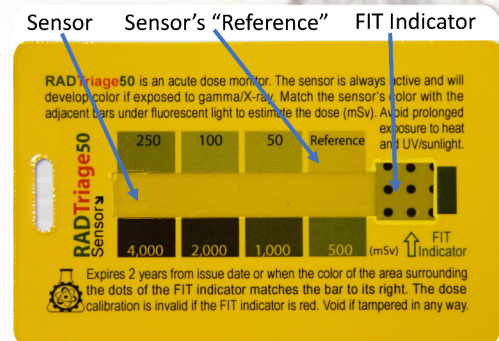 Sensor Sensor’s “Reference” FIT Indicator
RADTriage50 is an acute dose monitor. The sensor is always active and will
develop color if exposed to gamma/X-ray. Match the sensor's color with the
adjacent bars under fluorescent light to estimate the dose (mSv). Avoid prolonged
exposure to heat
and UV/sunlight.
250 100 50 Reference
RADTriage50
Sensor
4,000 2,000 1,000 500 (mSv)
FIT
Indicator
Expires 2 years from issue date or when the color of the area surrounding
the dots of the FIT indicator matches the bar to its right. The dose
calibration is invalid if the FIT indicator is red. Void if tampered in any way.